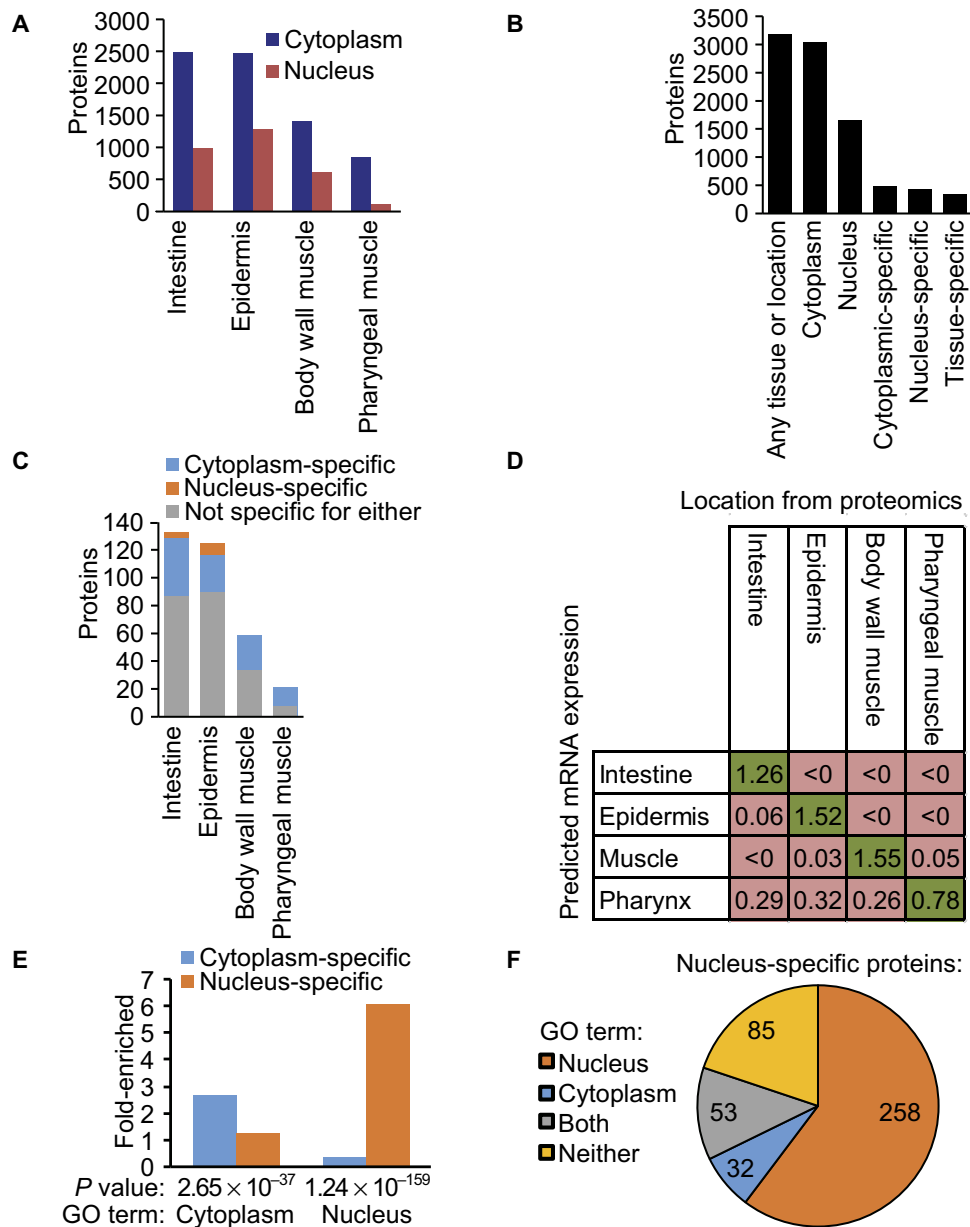 A
Proteins
3000
2500
2000
1500
1000
500
0
Cytoplasm
Nucleus
Intestine
Epidermis
Body wall muscle
Pharyngeal muscle
B
Proteins
3500
3000
2500
2000
1500
1000
500
0
Any tissue or location
Cytoplasm
Nucleus
Cytoplasmic-specific
Nucleus-specific
Tissue-specific
C
Cytoplasm-specific
Nucleus-specific
Not specific for either
Proteins
140
120
100
80
60
40
20
0
Intestine
Epidermis
Body wall muscle
Pharyngeal muscle
D
Location from proteomics
Predicted mRNA expression
Intestine
Epidermis
Body wall muscle
Pharyngeal muscle
Intestine 1.26 <0 <0 <0
Epidermis 0.06 1.52 <0 <0
Muscle <0 0.03 1.55 0.05
Pharynx 0.29 0.32 0.26 0.78
E
Cytoplasm-specific
Nucleus-specific
Fold-enriched
7
6
5
4
3
2
1
0
P value: 2.65 × 10⁻³⁷ 1.24 × 10⁻¹⁵⁹
GO term: Cytoplasm Nucleus
F
Nucleus-specific proteins:
GO term:
Nucleus
Cytoplasm
Both
Neither
85
53
32
258